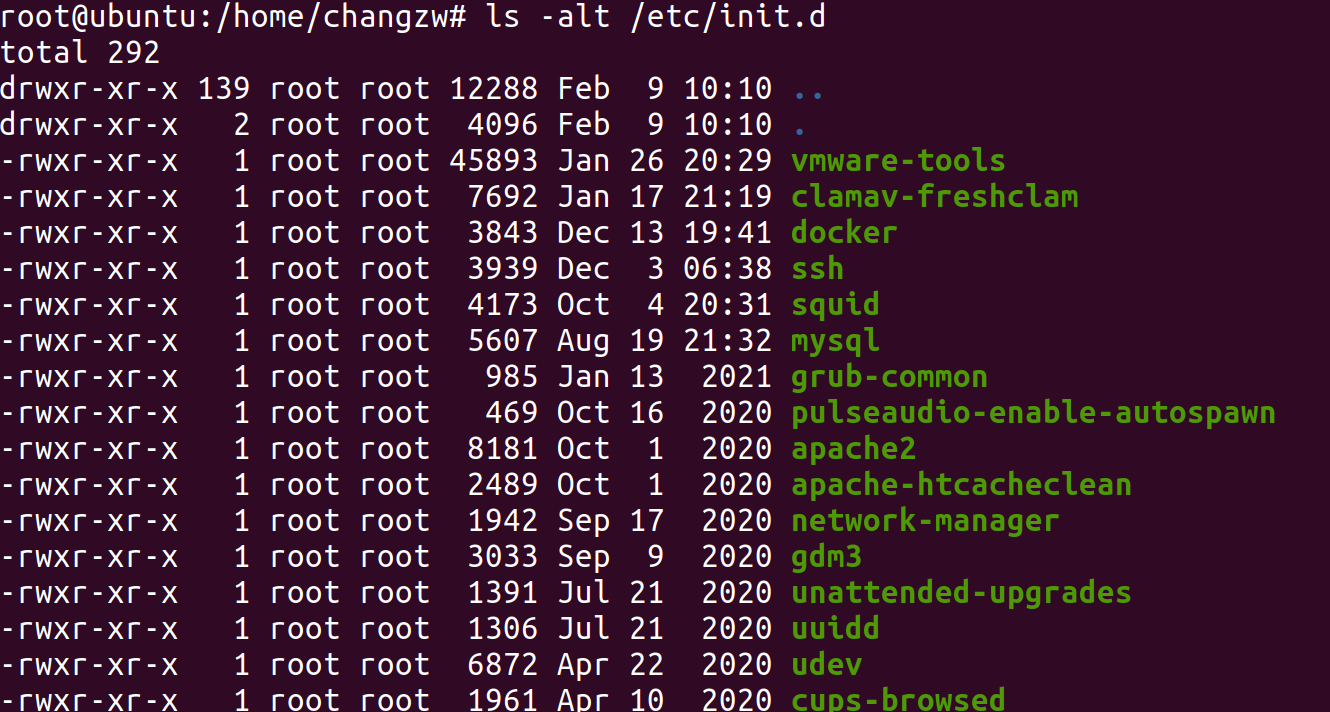 root@ubuntu:/home/changzw# ls -alt /etc/init.d
total 292
drwxr-xr-x 139 root root 12288 Feb  9 10:10 ..
drwxr-xr-x   2 root root  4096 Feb  9 10:10 .
-rwxr-xr-x   1 root root 45893 Jan 26 20:29 vmware-tools
-rwxr-xr-x   1 root root  7692 Jan 17 21:19 clamav-freshclam
-rwxr-xr-x   1 root root  3843 Dec 13 19:41 docker
-rwxr-xr-x   1 root root  3939 Dec  3 06:38 ssh
-rwxr-xr-x   1 root root  4173 Oct  4 20:31 squid
-rwxr-xr-x   1 root root  5607 Aug 19 21:32 mysql
-rwxr-xr-x   1 root root   985 Jan 13  2021 grub-common
-rwxr-xr-x   1 root root   469 Oct 16  2020 pulseaudio-enable-autospawn
-rwxr-xr-x   1 root root  8181 Oct  1  2020 apache2
-rwxr-xr-x   1 root root  2489 Oct  1  2020 apache-htcacheclean
-rwxr-xr-x   1 root root  1942 Sep 17  2020 network-manager
-rwxr-xr-x   1 root root  3033 Sep  9  2020 gdm3
-rwxr-xr-x   1 root root  1391 Jul 21  2020 unattended-upgrades
-rwxr-xr-x   1 root root  1306 Jul 21  2020 uuidd
-rwxr-xr-x   1 root root  6872 Apr 22  2020 udev
-rwxr-xr-x   1 root root  1961 Apr 10  2020 cups-browsed